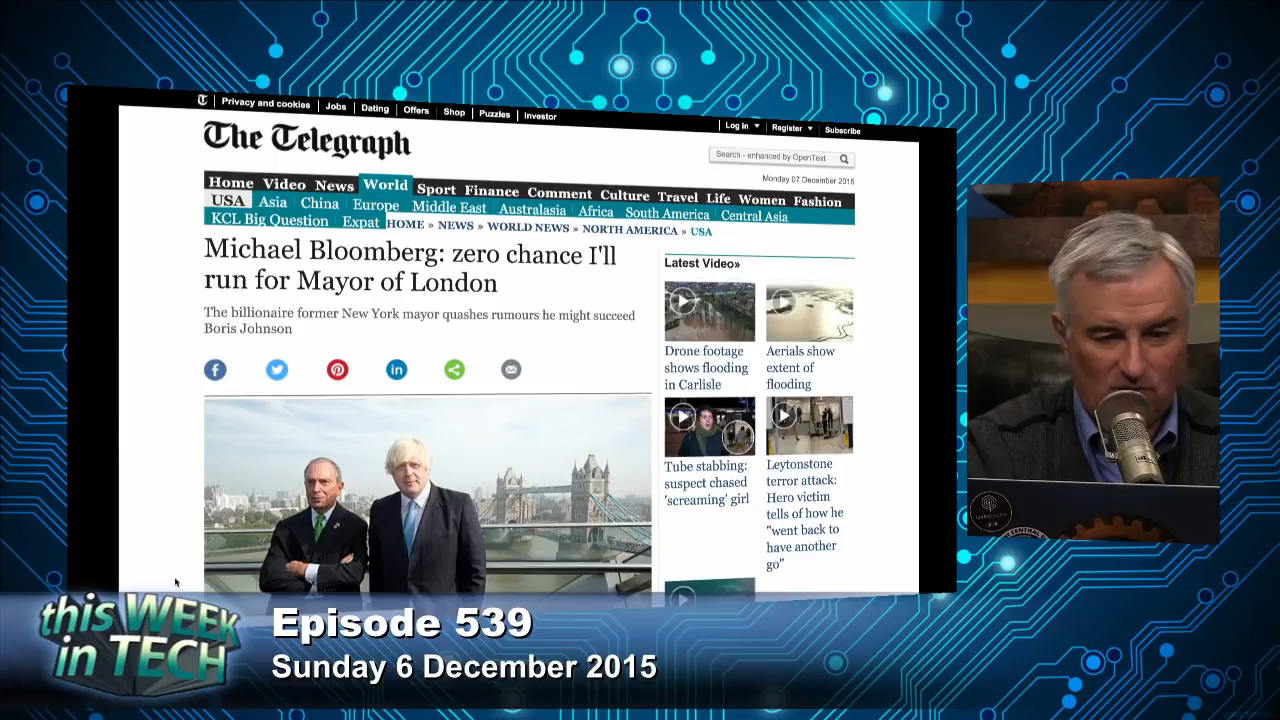 Privacy and cookies Jobs Dating Offers Shop Puzzles Investor
Log In Register Subscribe
The Telegraph
Search - enhanced by OpenText
Monday 07 December 2015
Home Video News World Sport Finance Comment Culture Travel Life Women Fashion
USA Asia China Europe Middle East Australasia Africa South America Central Asia
KCL Big Question Expat HOME » NEWS » WORLD NEWS » NORTH AMERICA » USA
Michael Bloomberg: zero chance I'll
run for Mayor of London
The billionaire former New York mayor quashes rumours he might succeed
Boris Johnson
Latest Video»
Drone footage
shows flooding
in Carlisle
Aerials show
extent of
flooding
Tube stabbing:
suspect chased
'screaming' girl
Leytonstone
terror attack:
Hero victim
tells of how he
"went back to
have another
go"
this WEEK
in TECH
Episode 539
Sunday 6 December 2015